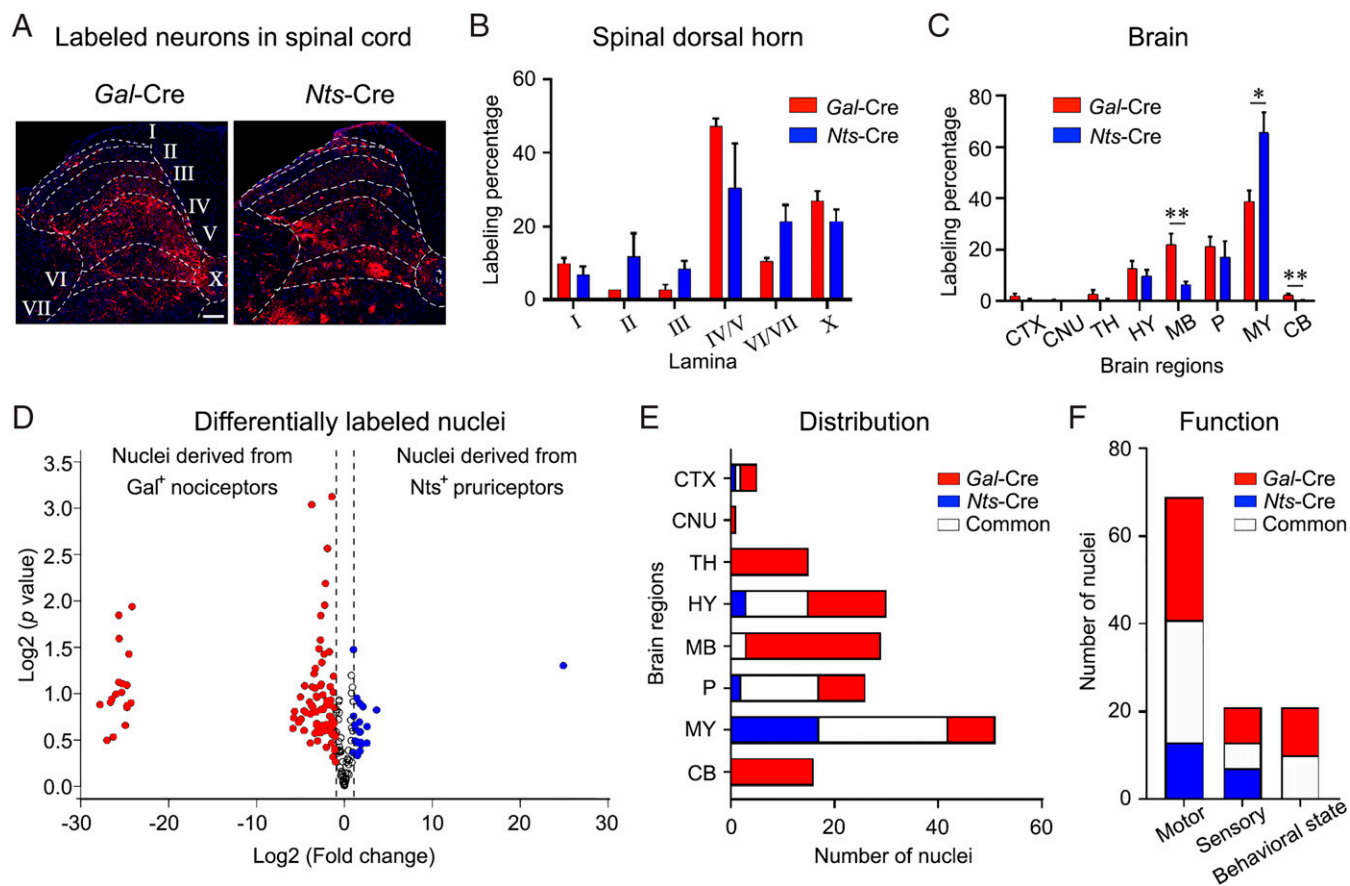 A
Labeled neurons in spinal cord
Gal-Cre
Nts-Cre
I
II
III
IV
V
VI
X
VII
B
Spinal dorsal horn
Labeling percentage
60
40
20
0
Gal-Cre
Nts-Cre
I
II
III
IV/V
VI/VII
X
Lamina
C
Brain
Labeling percentage
80
60
40
20
0
Gal-Cre
Nts-Cre
**
*
**
CTX
CNU
TH
HY
MB
P
MY
CB
Brain regions
D
Differentially labeled nuclei
Nuclei derived from
Gal+ nociceptors
Nuclei derived from
Nts+ pruriceptors
Log2 (p value)
3.5
3.0
2.5
2.0
1.5
1.0
0.5
0.0
-30
-20
-10
0
10
20
30
Log2 (Fold change)
E
Distribution
Brain regions
CTX
CNU
TH
HY
MB
P
MY
CB
Gal-Cre
Nts-Cre
Common
0
20
40
60
Number of nuclei
F
Function
Number of nuclei
80
60
40
20
0
Gal-Cre
Nts-Cre
Common
Motor
Sensory
Behavioral state